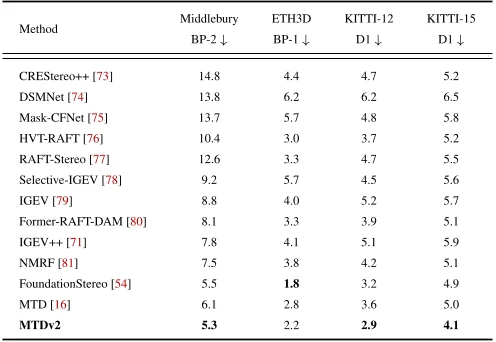 Method Middlebury ETH3D KITTI-12 KITTI-15
BP-2 ↓ BP-1 ↓ D1 ↓ D1 ↓
CREStereo++ [73] 14.8 4.4 4.7 5.2
DSMNet [74] 13.8 6.2 6.2 6.5
Mask-CFNet [75] 13.7 5.7 4.8 5.8
HVT-RAFT [76] 10.4 3.0 3.7 5.2
RAFT-Stereo [77] 12.6 3.3 4.7 5.5
Selective-IGEV [78] 9.2 5.7 4.5 5.6
IGEV [79] 8.8 4.0 5.2 5.7
Former-RAFT-DAM [80] 8.1 3.3 3.9 5.1
IGEV++ [71] 7.8 4.1 5.1 5.9
NMRF [81] 7.5 3.8 4.2 5.1
FoundationStereo [54] 5.5 1.8 3.2 4.9
MTD [16] 6.1 2.8 3.6 5.0
MTDv2 5.3 2.2 2.9 4.1